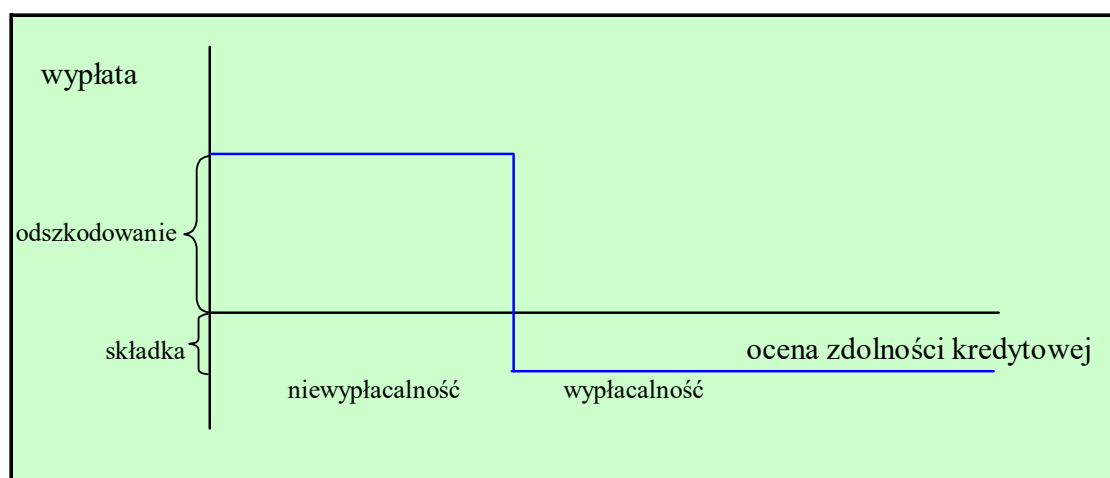 wypłata
odszkodowanie
składka
ocena zdolności kredytowej
niewypłacalność
wypłacalność